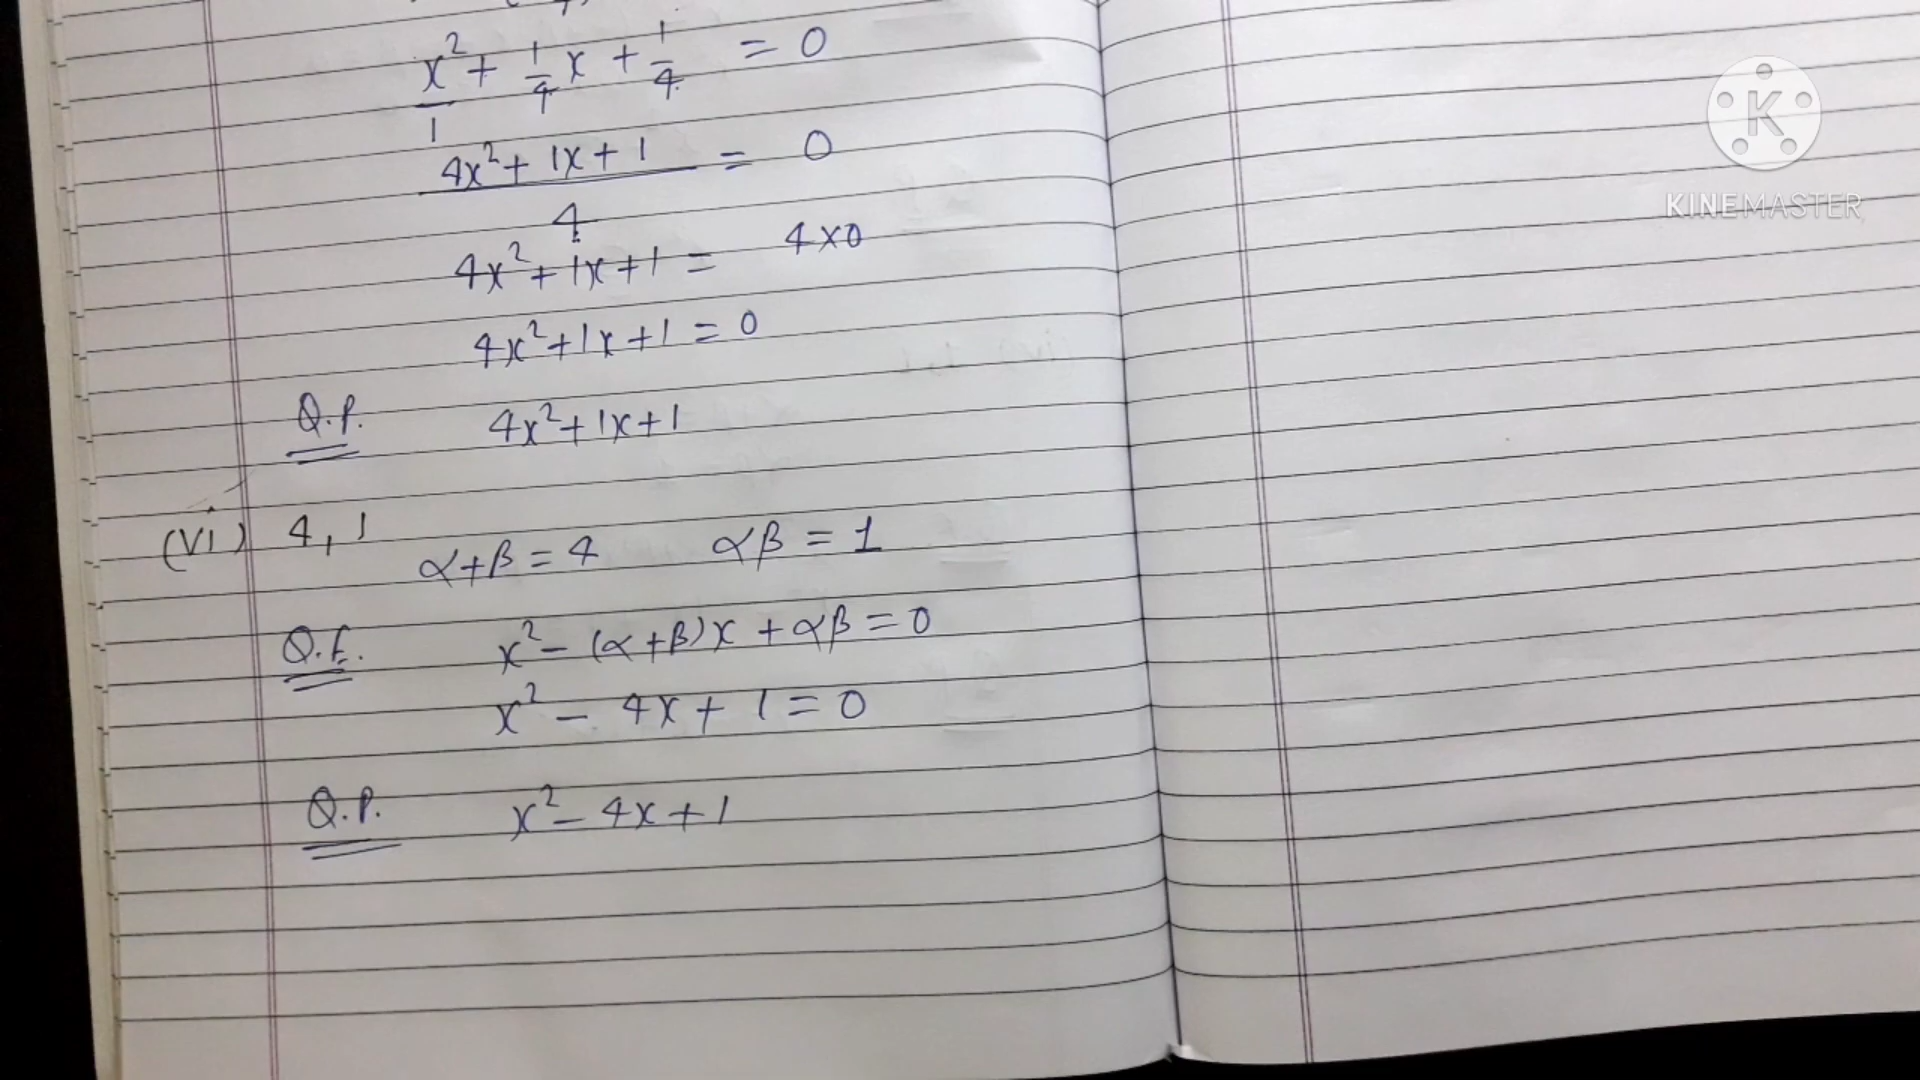 x² + 1/4 x + 1/4 = 0
1
4x² + 1x + 1 = 0
4
4x² + 1x + 1 = 4×0
4x² + 1x + 1 = 0
Q.P. 4x² + 1x + 1
(vi) 4, 1
α+β = 4 αβ = 1
Q.E. x² - (α+β)x + αβ = 0
x² - 4x + 1 = 0
Q.P. x² - 4x + 1
K
KINEMASTER